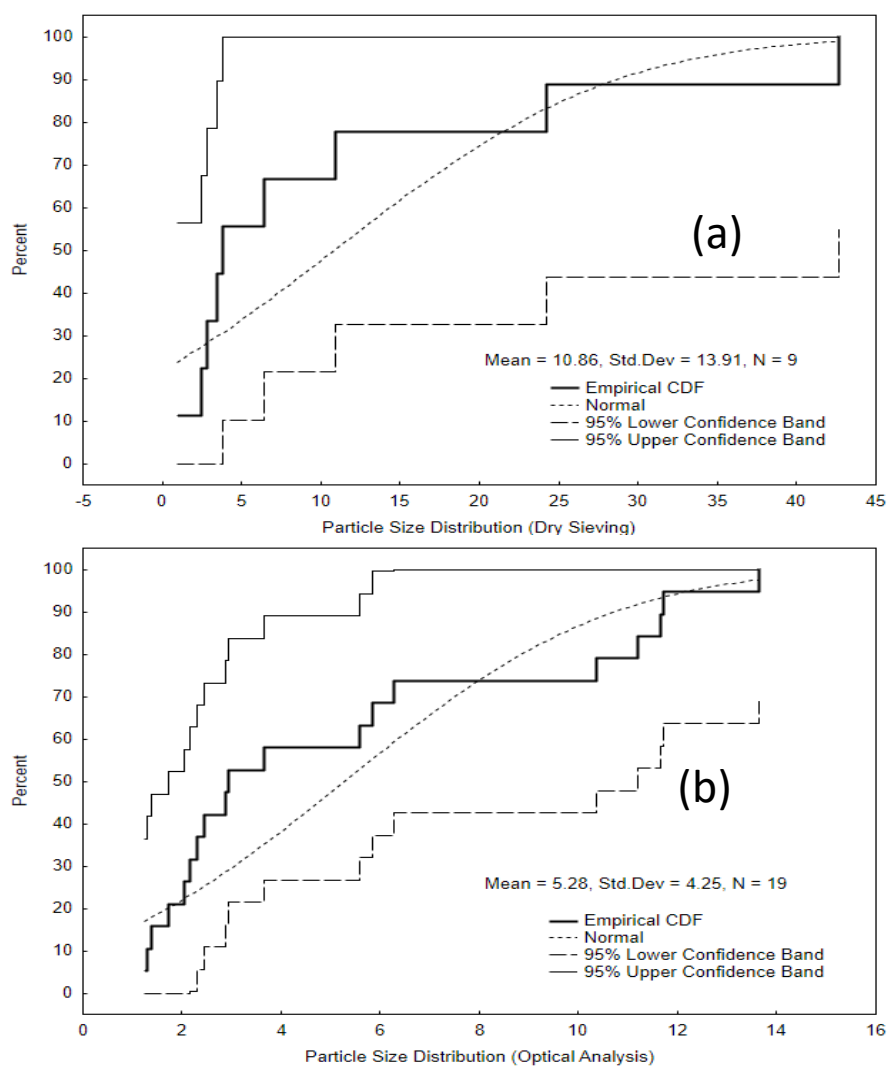 100
90
80
70
60
50
40
30
20
10
0
Percent
(a)
Mean = 10.86, Std.Dev = 13.91, N = 9
Empirical CDF
Normal
95% Lower Confidence Band
95% Upper Confidence Band
-5 0 5 10 15 20 25 30 35 40 45
Particle Size Distribution (Dry Sieving)
100
90
80
70
60
50
40
30
20
10
0
Percent
(b)
Mean = 5.28, Std.Dev = 4.25, N = 19
Empirical CDF
Normal
95% Lower Confidence Band
95% Upper Confidence Band
0 2 4 6 8 10 12 14 16
Particle Size Distribution (Optical Analysis)